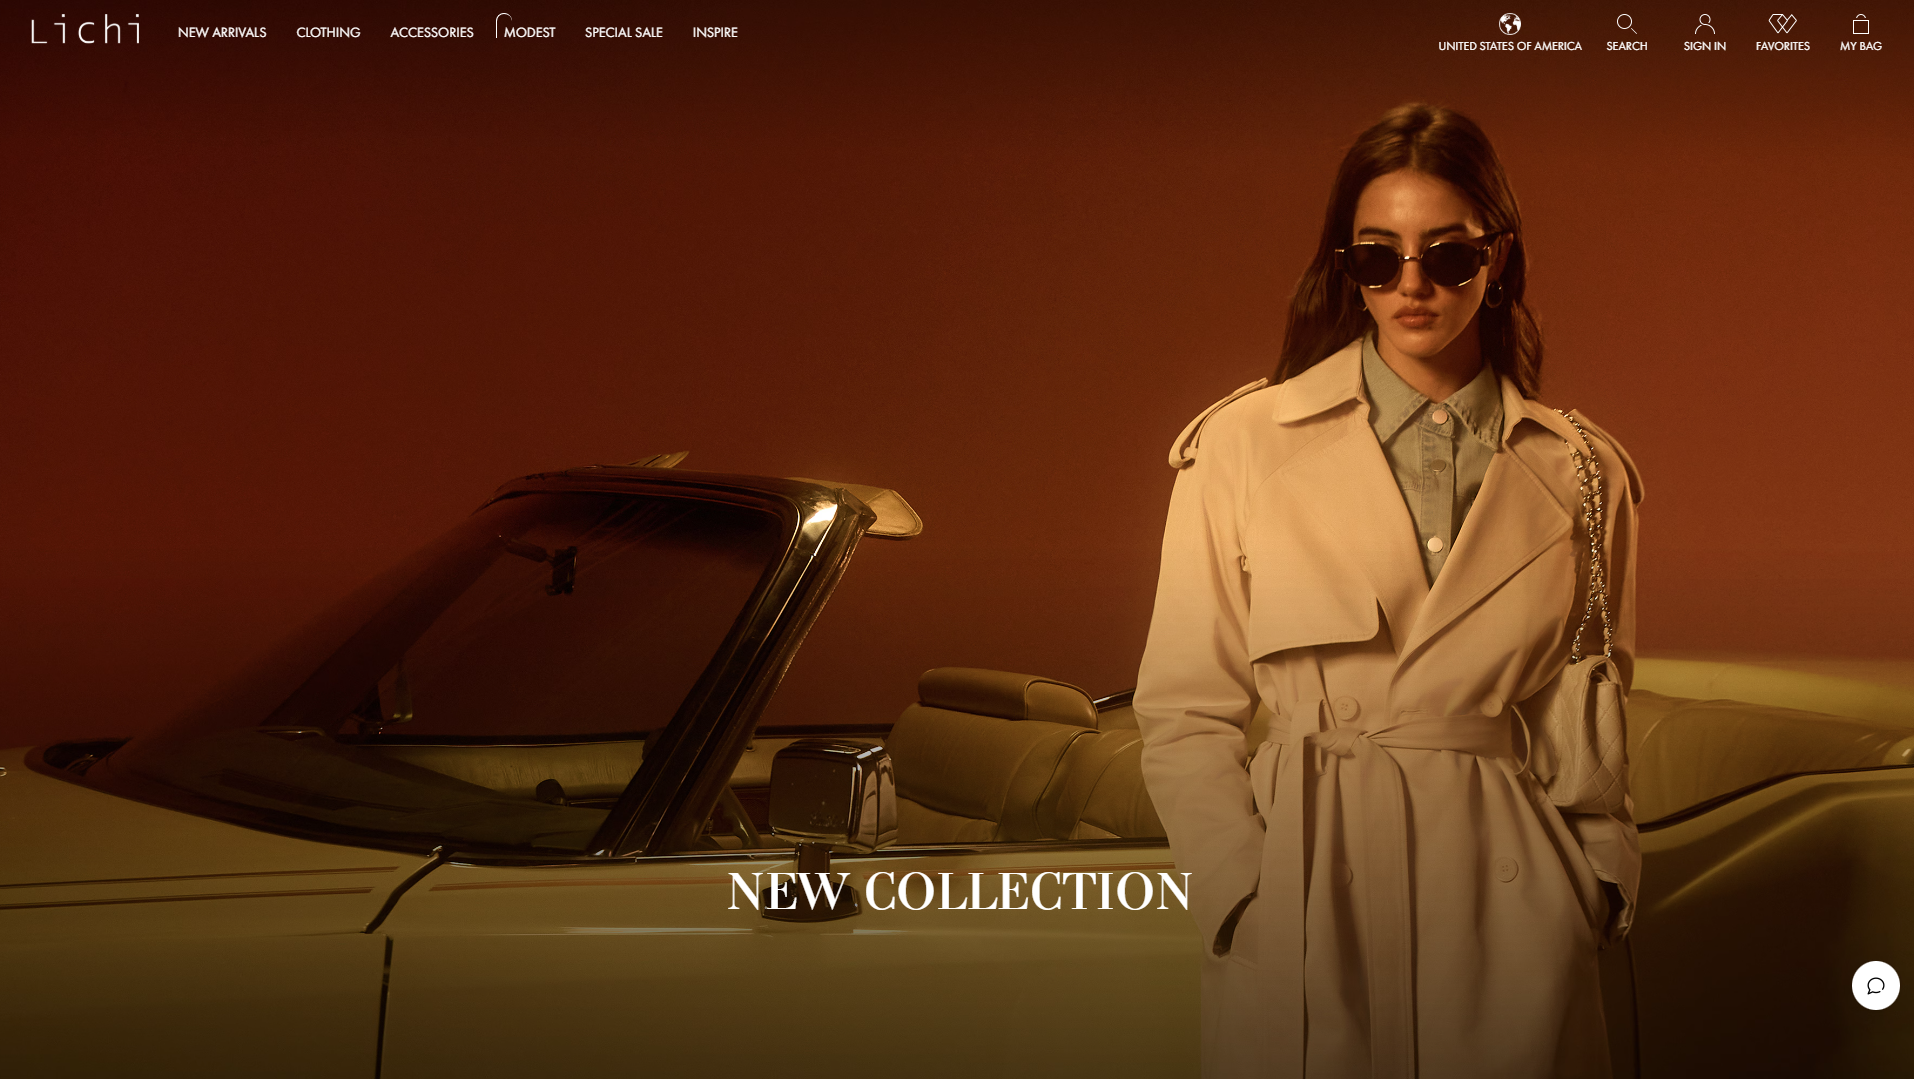 Lichi
NEW ARRIVALS
CLOTHING
ACCESSORIES
MODEST
SPECIAL SALE
INSPIRE
UNITED STATES OF AMERICA
SEARCH
SIGN IN
FAVORITES
MY BAG
NEW COLLECTION